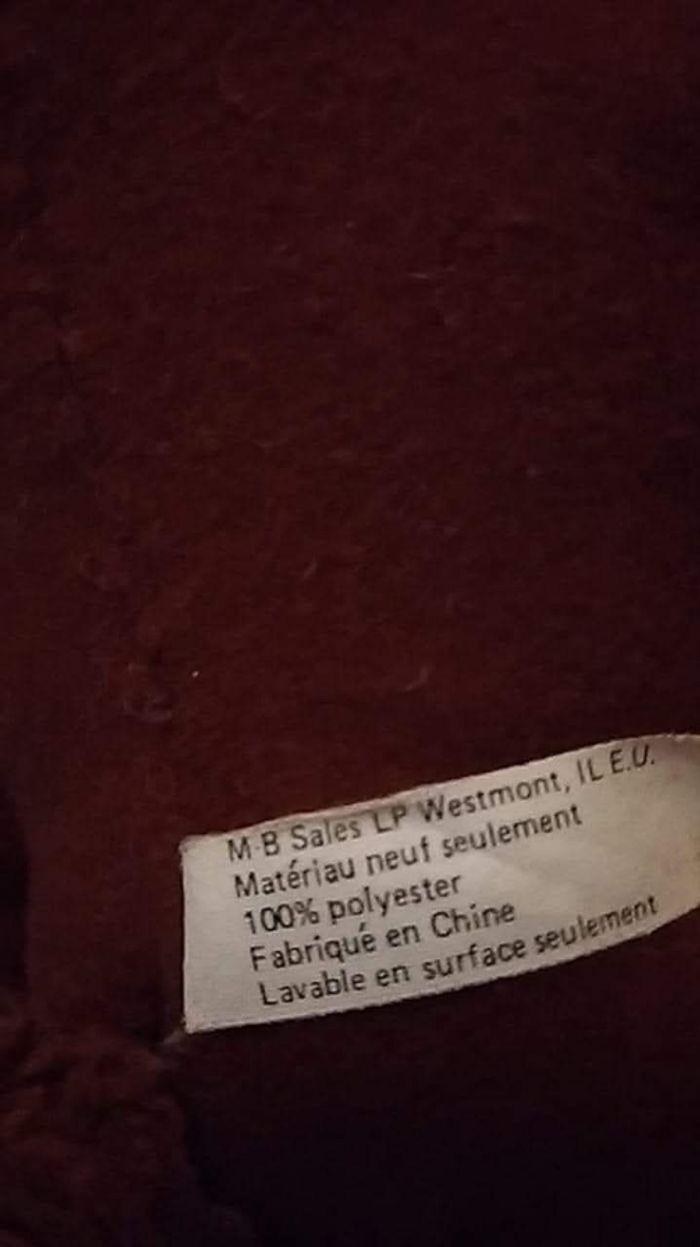 M-B Sales LP Westmont, IL E.U.
Matériau neuf seulement
100% polyester
Fabriqué en Chine
Lavable en surface seulement